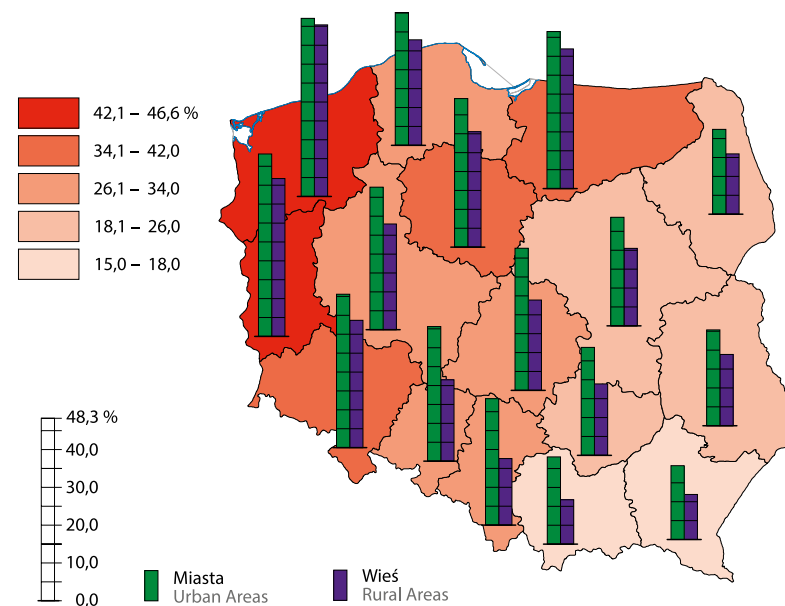 42,1 – 46,6 %
34,1 – 42,0
26,1 – 34,0
18,1 – 26,0
15,0 – 18,0
48,3 %
40,0
30,0
20,0
10,0
0,0
Miasta
Urban Areas
Wieś
Rural Areas